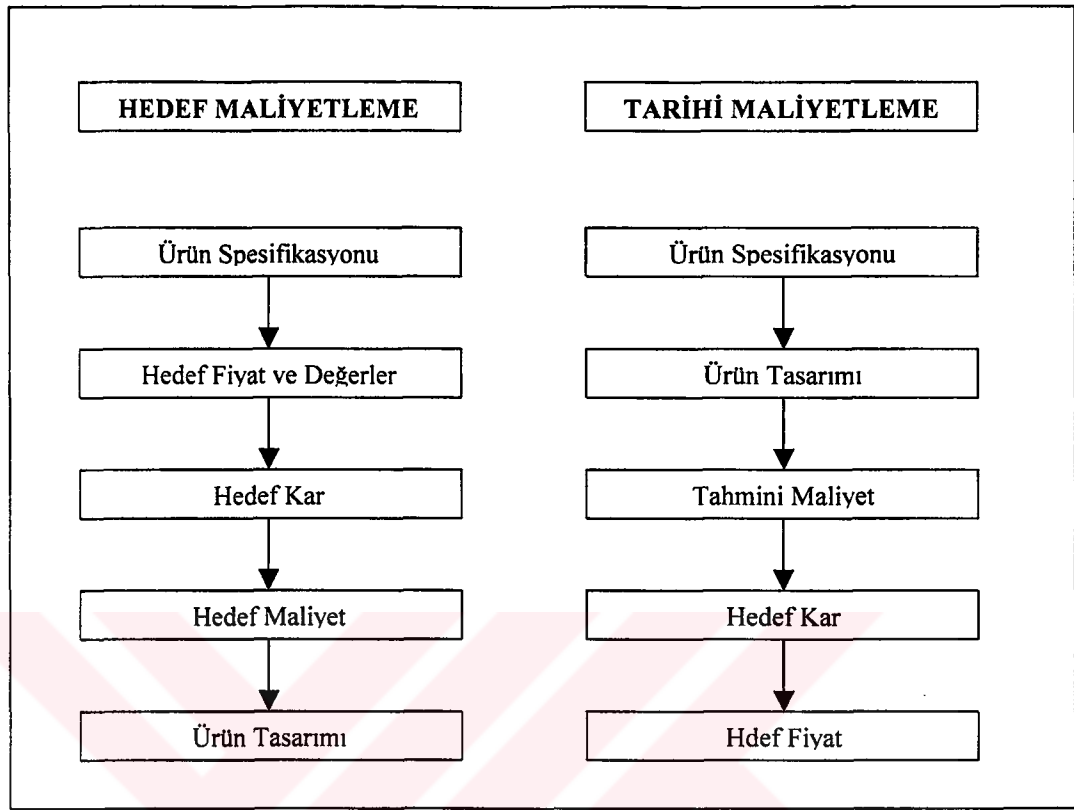 HEDEF MALİYETLEME
Ürün Spesifikasyonu
Hedef Fiyat ve Değerler
Hedef Kar
Hedef Maliyet
Ürün Tasarımı
TARİHİ MALİYETLEME
Ürün Spesifikasyonu
Ürün Tasarımı
Tahmini Maliyet
Hedef Kar
Hdef Fiyat